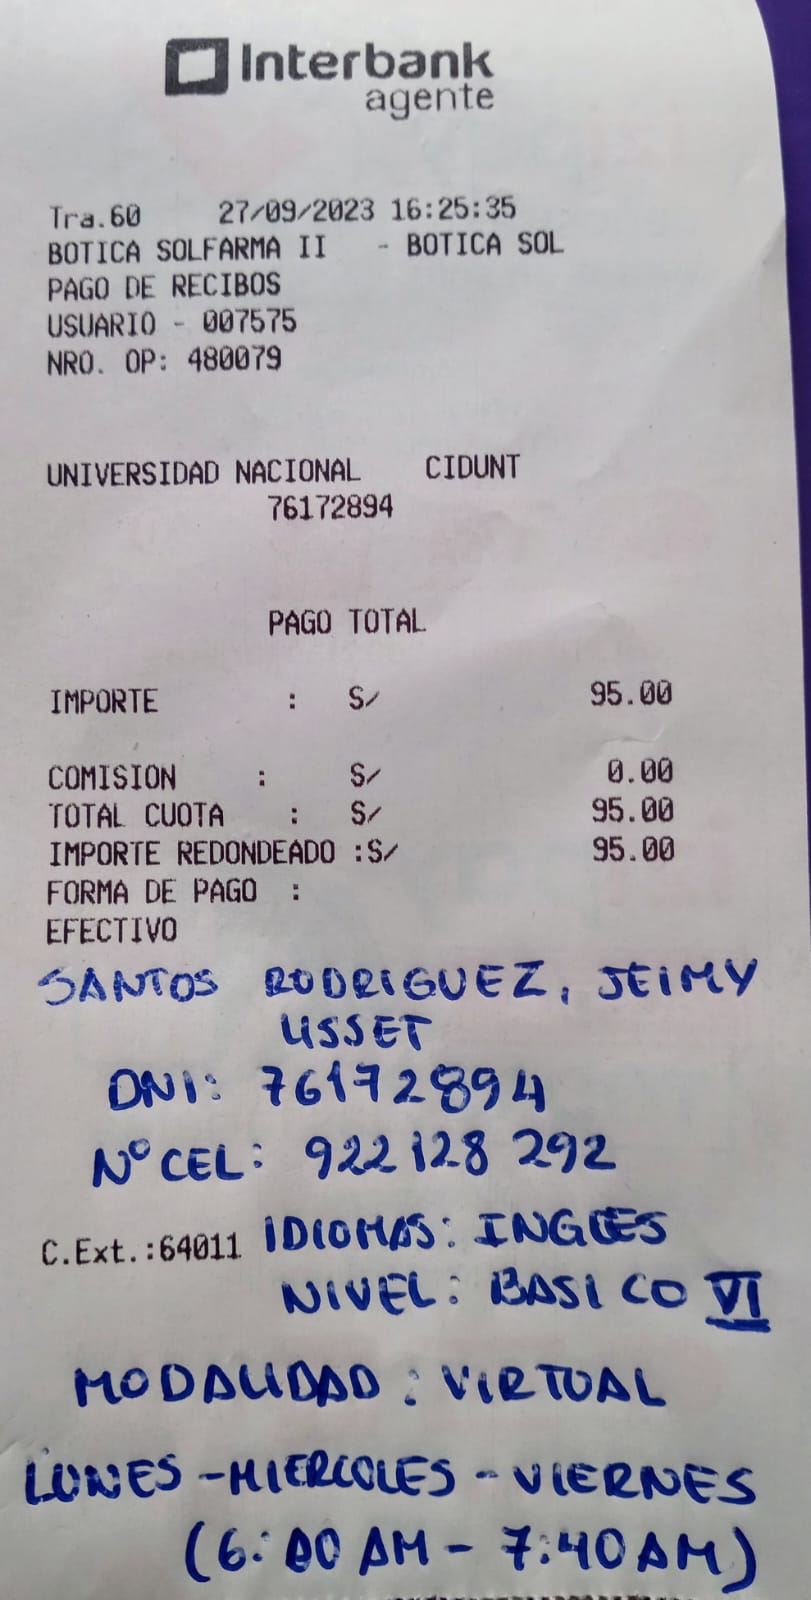 Interbank
agente
Tra.60 27/09/2023 16:25:35
BOTICA SOLFARMA II - BOTICA SOL
PAGO DE RECIBOS
USUARIO - 007575
NRO. OP: 480079
UNIVERSIDAD NACIONAL CIDUNT
76172894
PAGO TOTAL
IMPORTE : S/ 95.00
COMISION : S/ 0.00
TOTAL CUOTA : S/ 95.00
IMPORTE REDONDEADO :S/ 95.00
FORMA DE PAGO :
EFECTIVO
SANTOS RODRIGUEZ, JEIMY
LISSET
DNI: 76172894
N° CEL: 922 128 292
C.Ext.:64011 IDIOMAS: INGLES
NIVEL: BASICO VI
MODALIDAD : VIRTUAL
LUNES - MIERCOLES - VIERNES
(6:00 AM - 7:40 AM)